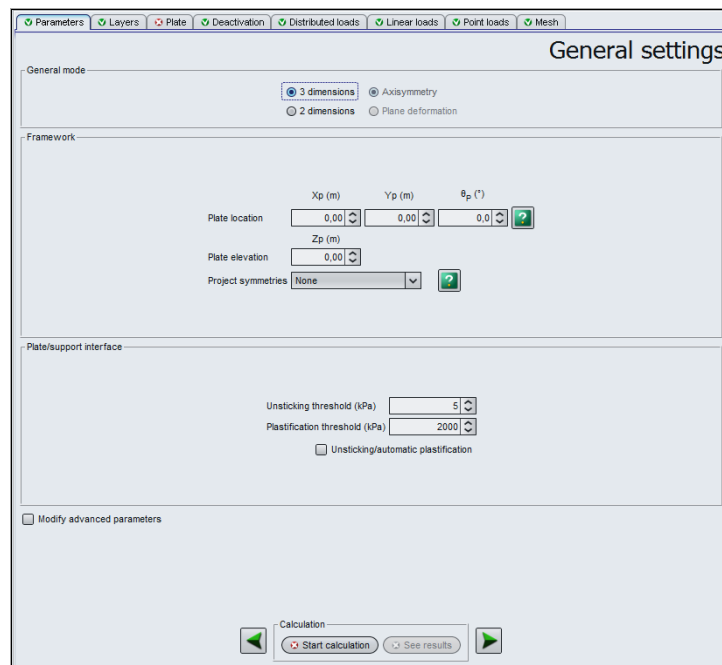 Parameters Layers Plate Deactivation Distributed loads Linear loads Point loads Mesh
General settings
General mode
3 dimensions Axisymmetry
2 dimensions Plane deformation
Framework
Xp (m) Yp (m) θp (°)
Plate location 0,00 0,00 0,0 ?
Zp (m)
Plate elevation 0,00
Project symmetries None ?
Plate/support interface
Unsticking threshold (kPa) 5
Plastification threshold (kPa) 2000
Unsticking/automatic plastification
Modify advanced parameters
Calculation
Start calculation See results